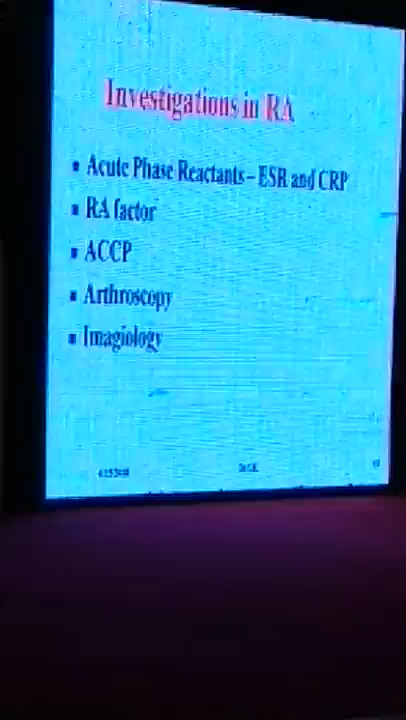 Investigations in RA
Acute Phase Reactants – ESR and CRP
RA factor
ACCP
Arthroscopy
Imagiology